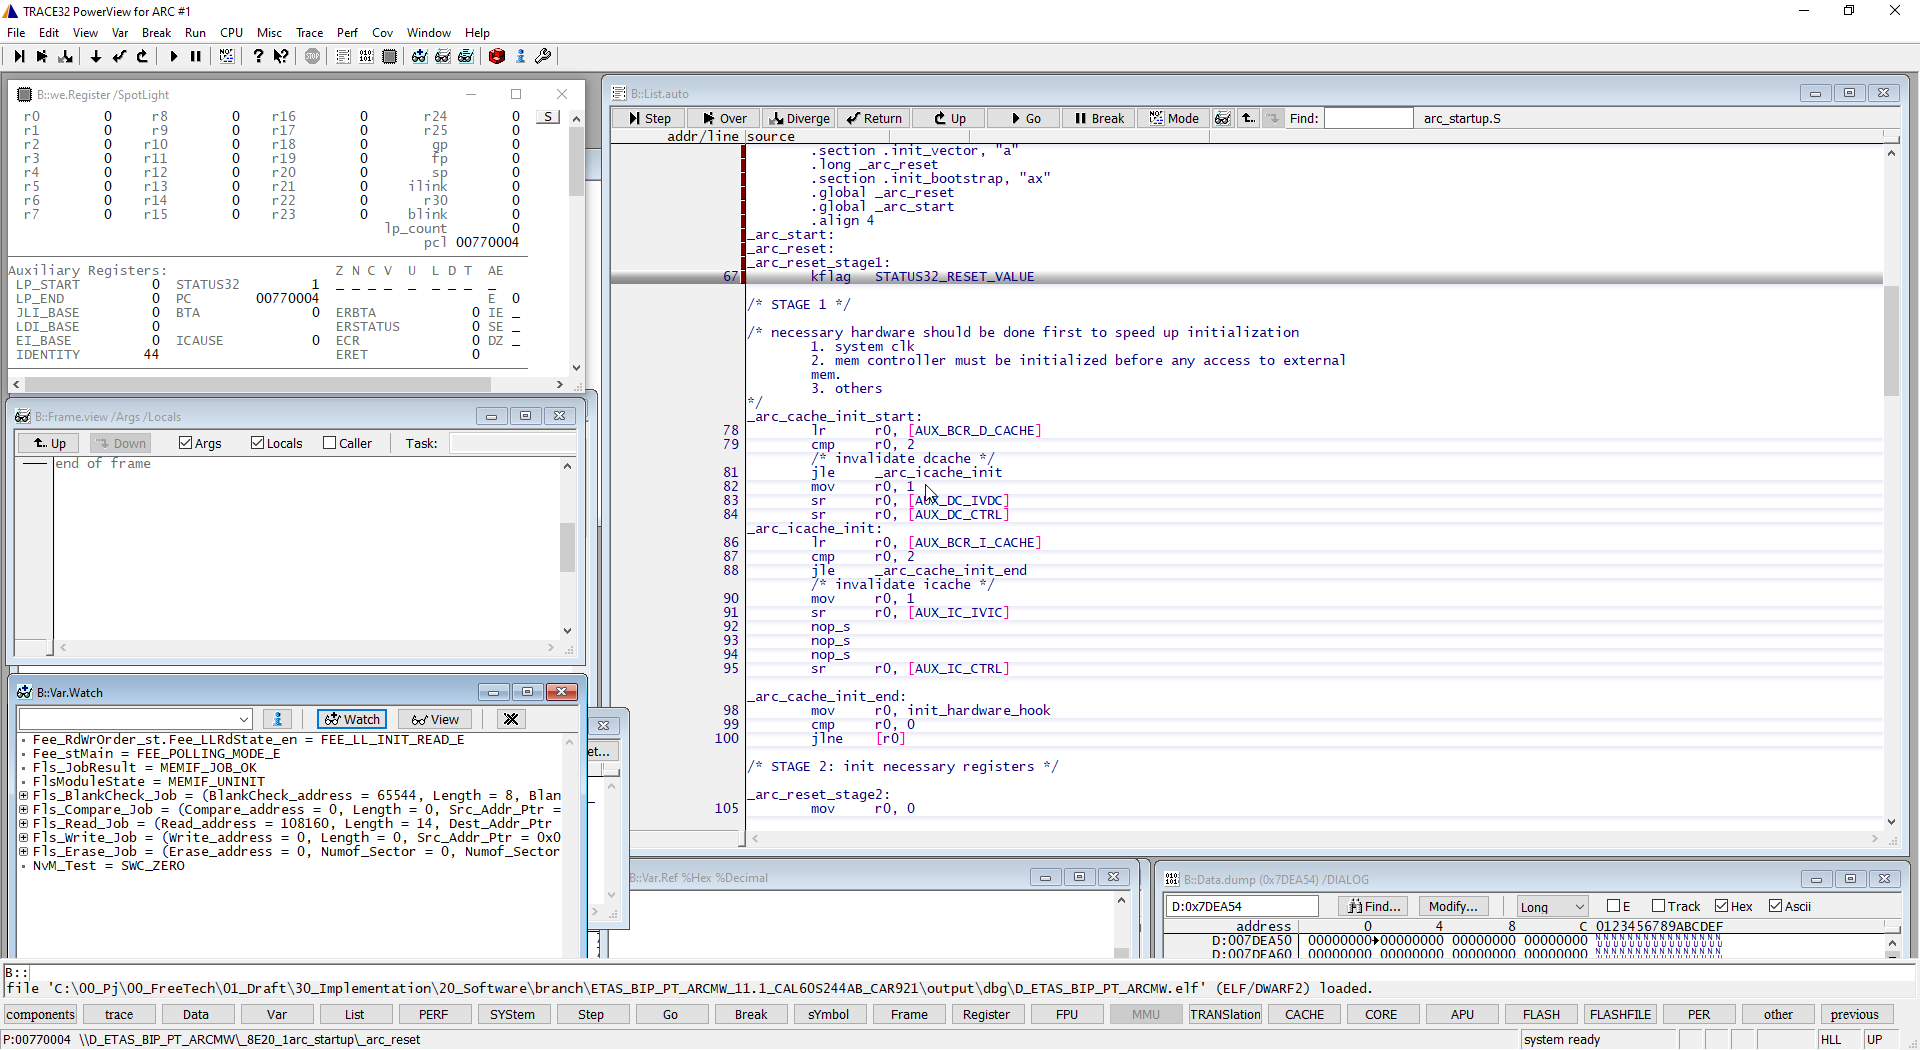 TRACE32 PowerView for ARC #1
File Edit View Var Break Run CPU Misc Trace Perf Cov Window Help
B::we.Register /SpotLight
r0 0 r8 0 r16 0 r24 0 S
r1 0 r9 0 r17 0 r25 0
r2 0 r10 0 r18 0 gp 0
r3 0 r11 0 r19 0 fp 0
r4 0 r12 0 r20 0 sp 0
r5 0 r13 0 r21 0 ilink 0
r6 0 r14 0 r22 0 r30 0
r7 0 r15 0 r23 0 blink 0
lp_count 0
pcl 00770004
Auxiliary Registers: Z N C V U L D T AE
LP_START 0 STATUS32 1 _ _ _ _ _ _ _ _ _
LP_END 0 PC 00770004 E 0
JLI_BASE 0 BTA 0 ERBTA 0 IE _
LDI_BASE 0 ERSTATUS 0 SE _
EI_BASE 0 ICAUSE 0 ECR 0 DZ _
IDENTITY 44 ERET 0
B::Frame.view /Args /Locals
Up Down Args Locals Caller Task:
end of frame
B::Var.Watch
Watch View
Fee_RdWrOrder_st.Fee_LLRdState_en = FEE_LL_INIT_READ_E
Fee_stMain = FEE_POLLING_MODE_E
Fls_JobResult = MEMIF_JOB_OK
FlsModuleState = MEMIF_UNINIT
Fls_BlankCheck_Job = (BlankCheck_address = 65544, Length = 8, Blan
Fls_Compare_Job = (Compare_address = 0, Length = 0, Src_Addr_Ptr =
Fls_Read_Job = (Read_address = 108160, Length = 14, Dest_Addr_Ptr
Fls_Write_Job = (Write_address = 0, Length = 0, Src_Addr_Ptr = 0x0
Fls_Erase_Job = (Erase_address = 0, Numof_Sector = 0, Numof_Sector
NvM_Test = SWC_ZERO
et...
B::List.auto
Step Over Diverge Return Up Go Break Mode Find: arc_startup.S
addr/line source
.section .init_vector, "a"
.long _arc_reset
.section .init_bootstrap, "ax"
.global _arc_reset
.global _arc_start
.align 4
_arc_start:
_arc_reset:
_arc_reset_stage1:
67 kflag STATUS32_RESET_VALUE
/* STAGE 1 */
/* necessary hardware should be done first to speed up initialization
1. system clk
2. mem controller must be initialized before any access to external
mem.
3. others
*/
_arc_cache_init_start:
78 lr r0, [AUX_BCR_D_CACHE]
79 cmp r0, 2
/* invalidate dcache */
81 jle _arc_icache_init
82 mov r0, 1
83 sr r0, [AUX_DC_IVDC]
84 sr r0, [AUX_DC_CTRL]
_arc_icache_init:
86 lr r0, [AUX_BCR_I_CACHE]
87 cmp r0, 2
88 jle _arc_cache_init_end
/* invalidate icache */
90 mov r0, 1
91 sr r0, [AUX_IC_IVIC]
92 nop_s
93 nop_s
94 nop_s
95 sr r0, [AUX_IC_CTRL]
_arc_cache_init_end:
98 mov r0, init_hardware_hook
99 cmp r0, 0
100 jlne [r0]
/* STAGE 2: init necessary registers */
_arc_reset_stage2:
105 mov r0, 0
B::Var.Ref %Hex %Decimal
B::Data.dump (0x7DEA54) /DIALOG
D:0x7DEA54 Find... Modify... Long E Track Hex Ascii
address 0 4 8 C 0123456789ABCDEF
D:007DEA50 00000000 00000000 00000000 00000000
D:007DEA60 00000000 00000000 00000000 00000000
B::
file 'C:\00_Pj\00_FreeTech\01_Draft\30_Implementation\20_Software\branch\ETAS_BIP_PT_ARCMW_11.1_CAL60S244AB_CAR921\output\dbg\D_ETAS_BIP_PT_ARCMW.elf' (ELF/DWARF2) loaded.
components trace Data Var List PERF SYStem Step Go Break sYmbol Frame Register FPU MMU TRANSlation CACHE CORE APU FLASH FLASHFILE PER other previous
P:00770004 \\D_ETAS_BIP_PT_ARCMW\_8E20_1arc_startup\_arc_reset system ready HLL UP